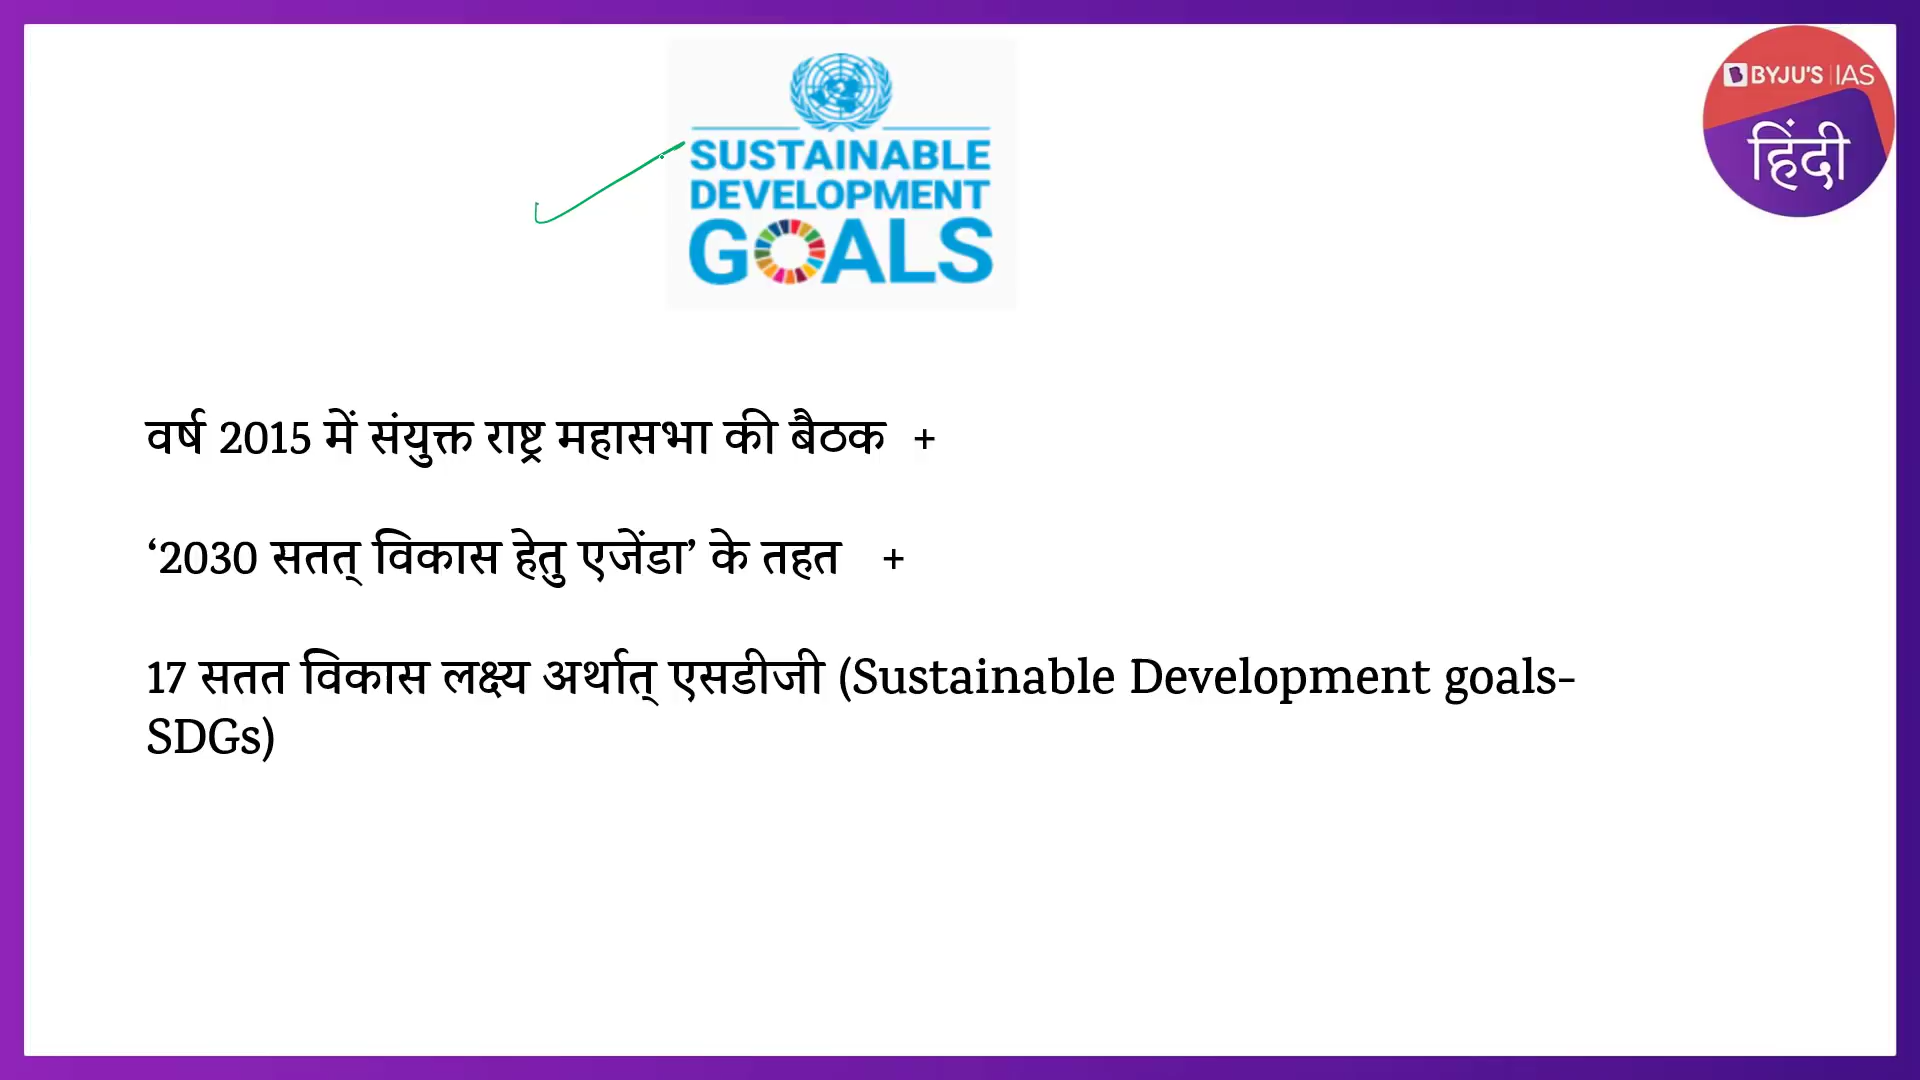 BYJU'S IAS
हिंदी
SUSTAINABLE
DEVELOPMENT
GOALS
वर्ष 2015 में संयुक्त राष्ट्र महासभा की बैठक +
‘2030 सतत् विकास हेतु एजेंडा’ के तहत +
17 सतत विकास लक्ष्य अर्थात् एसडीजी (Sustainable Development goals-
SDGs)